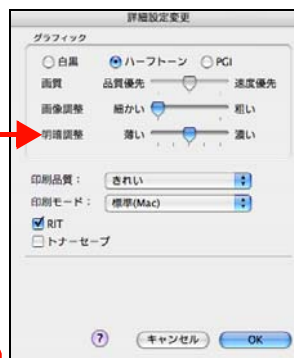 詳細設定変更
グラフィック
白黒 ハーフトーン PGI
画質 品質優先 速度優先
画像調整 細かい 粗い
明暗調整 薄い 濃い
印刷品質： きれい
印刷モード： 標準(Mac)
RIT
トナーセーブ
? キャンセル OK